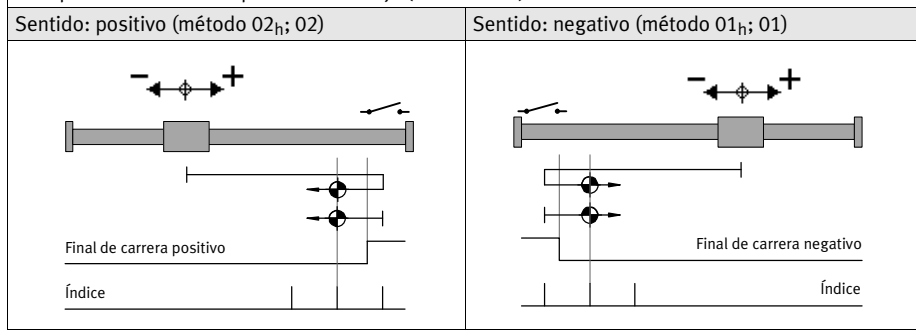 Sentido: positivo (método 02h; 02)
Sentido: negativo (método 01h; 01)
− +
− +
Final de carrera positivo
Final de carrera negativo
Índice
Índice